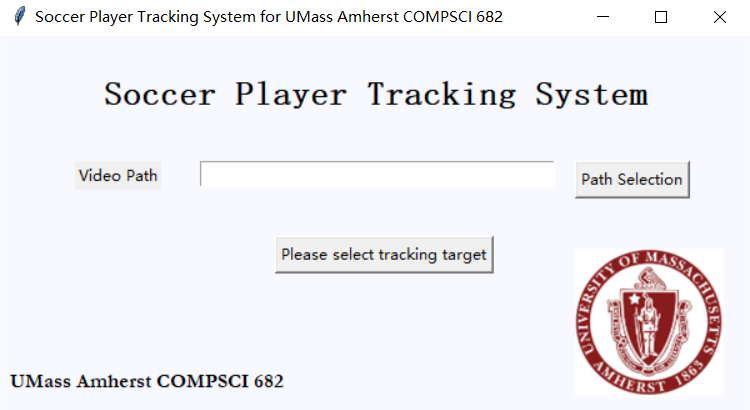 Soccer Player Tracking System for UMass Amherst COMPSCI 682
Soccer Player Tracking System
Video Path
Path Selection
Please select tracking target
UNIVERSITY OF MASSACHUSETTS
AMHERST 1863
UMass Amherst COMPSCI 682